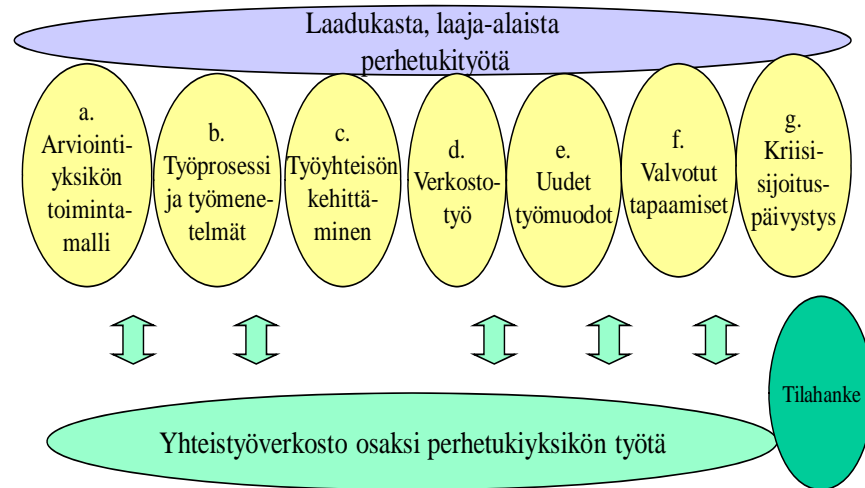 Laadukasta, laaja-alaista
perhetukityötä
a.
Arviointi-
yksikön
toiminta-
malli
b.
Työprosessi
ja työmene-
telmät
c.
Työyhteisön
kehittä-
minen
d.
Verkosto-
työ
e.
Uudet
työmuodot
f.
Valvotut
tapaamiset
g.
Kriisi-
sijoitus-
päivystys
Tilahanke
Yhteistyöverkosto osaksi perhetukiyksikön työtä